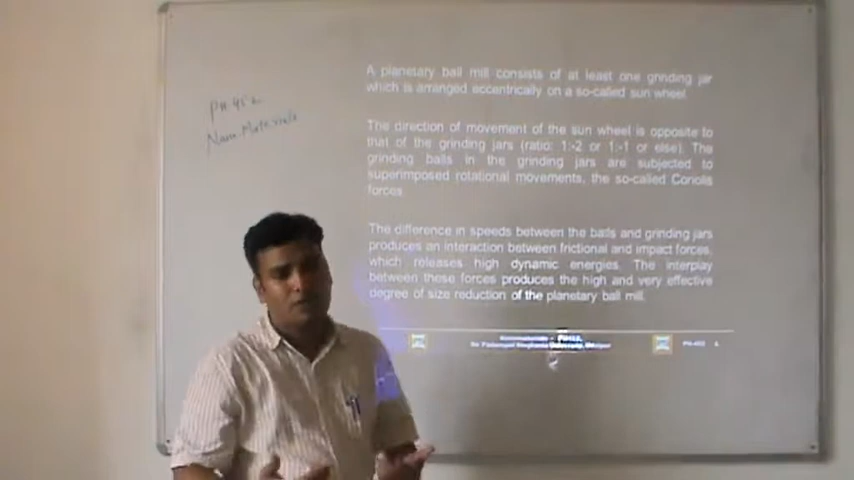 PH 452
Nano Materials
A planetary ball mill consists of at least one grinding jar
which is arranged eccentrically on a so-called sun wheel.
The direction of movement of the sun wheel is opposite to
that of the grinding jars (ratio: 1:-2 or 1:-1 or else). The
grinding balls in the grinding jars are subjected to
superimposed rotational movements, the so-called Coriolis
forces.
The difference in speeds between the balls and grinding jars
produces an interaction between frictional and impact forces,
which releases high dynamic energies. The interplay
between these forces produces the high and very effective
degree of size reduction of the planetary ball mill.